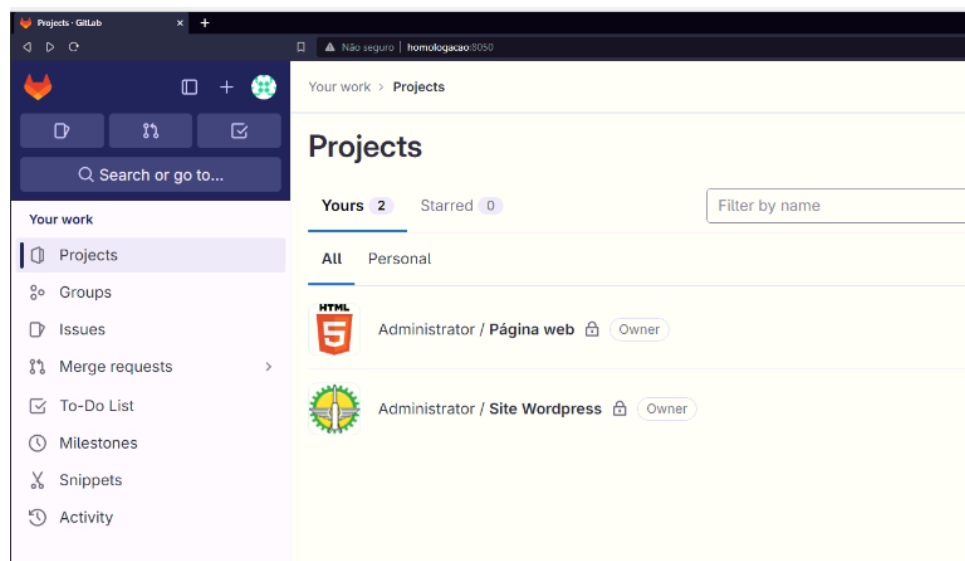 Projects · GitLab
Não seguro | homologacao:8050
Your work > Projects
Search or go to...
Your work
Projects
Groups
Issues
Merge requests
To-Do List
Milestones
Snippets
Activity
Projects
Yours 2 Starred 0
Filter by name
All Personal
HTML
5
Administrator / Página web Owner
Administrator / Site Wordpress Owner